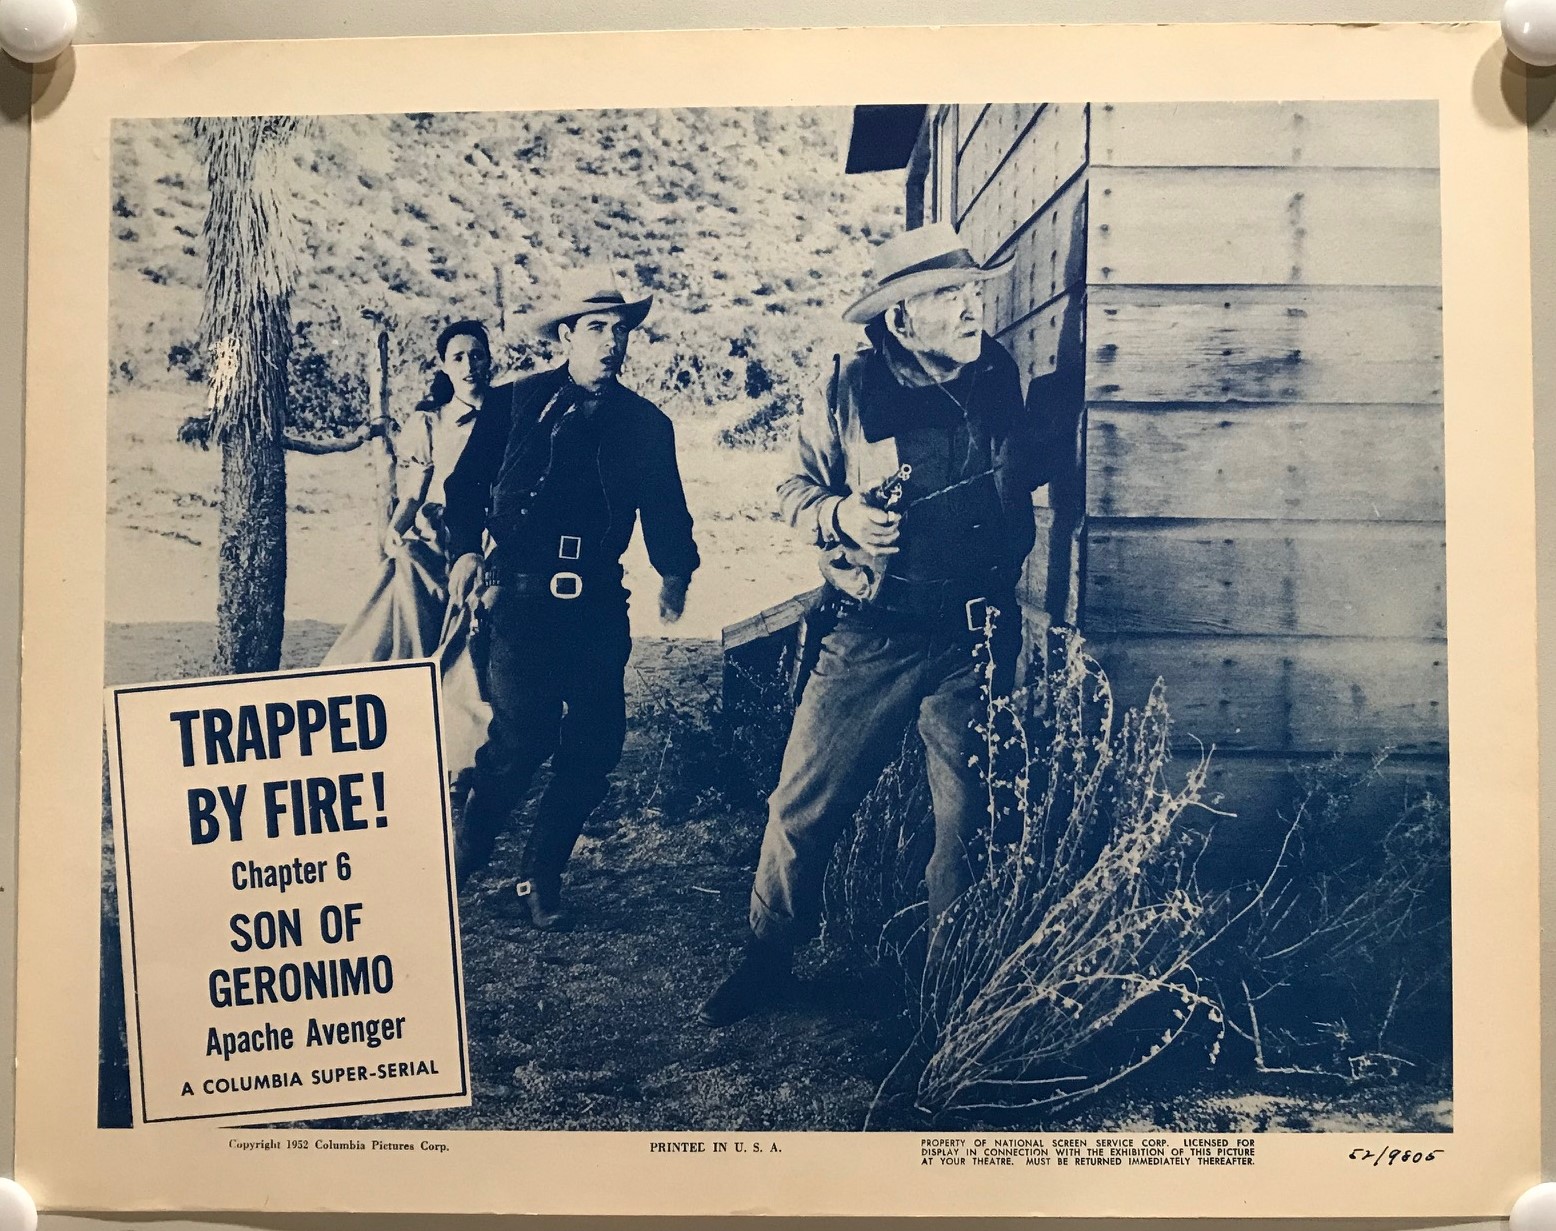 TRAPPED
BY FIRE!
Chapter 6
SON OF
GERONIMO
Apache Avenger
A COLUMBIA SUPER-SERIAL
Copyright 1952 Columbia Pictures Corp.
PRINTED IN U. S. A.
PROPERTY OF NATIONAL SCREEN SERVICE CORP. LICENSED FOR
DISPLAY IN CONNECTION WITH THE EXHIBITION OF THIS PICTURE
AT YOUR THEATRE. MUST BE RETURNED IMMEDIATELY THEREAFTER.
52/9805